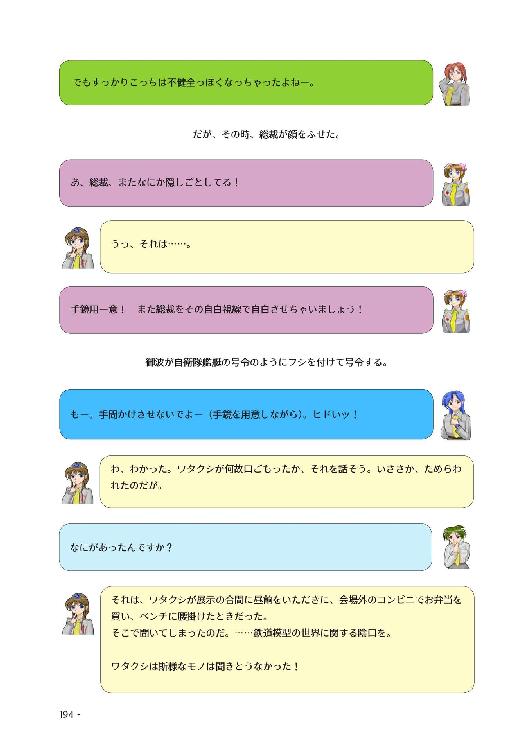 でもすっかりこっちは不健全っぽくなっちゃったよねー。
だが、その時、総裁が顔をふせた。
あ、総裁、またなにか隠しごとしてる！
うっ、それは……。
手鏡用ー意！　また総裁をその自白視線で自白させちゃいましょう！
御波が自衛隊艦艇の号令のようにフシを付けて号令する。
もー、手間かけさせないでよー（手鏡を用意しながら）。ヒドいッ！
わ、わかった。ワタクシが何故口ごもったか、それを話そう。いささか、ためらわ
れたのだが。
なにがあったんですか？
それは、ワタクシが展示の合間に昼餉をいただきに、会場外のコンビニでお弁当を
買い、ベンチに腰掛けたときだった。
そこで聞いてしまったのだ。……鉄道模型の世界に関する陰口を。
ワタクシは斯様なモノは聞きとうなかった！
194 -